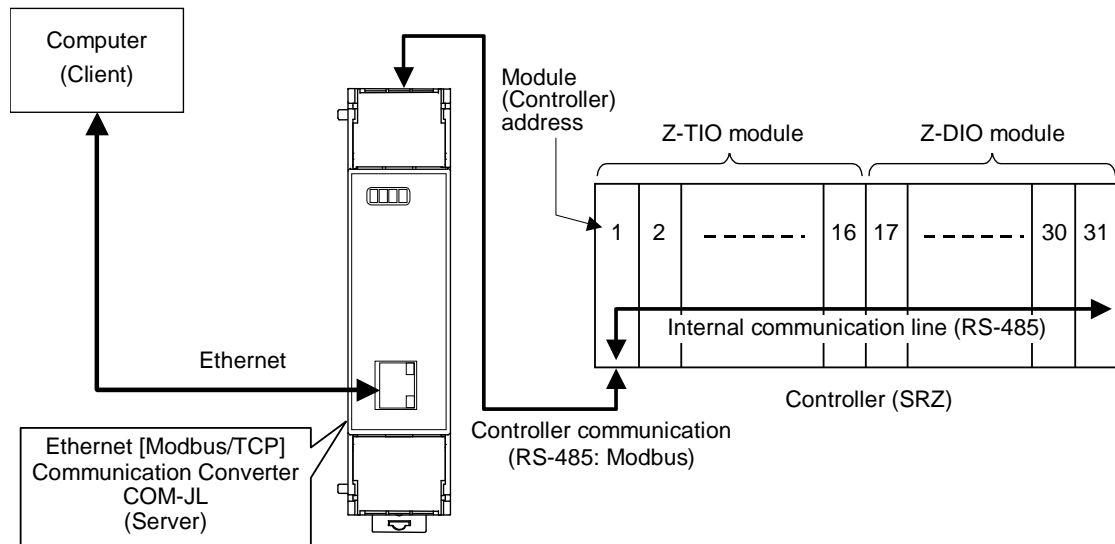 Computer
(Client)
Module
(Controller)
address
Z-TIO module
Z-DIO module
1
2
16
17
30
31
Internal communication line (RS-485)
Ethernet
Controller (SRZ)
Controller communication
(RS-485: Modbus)
Ethernet [Modbus/TCP]
Communication Converter
COM-JL
(Server)